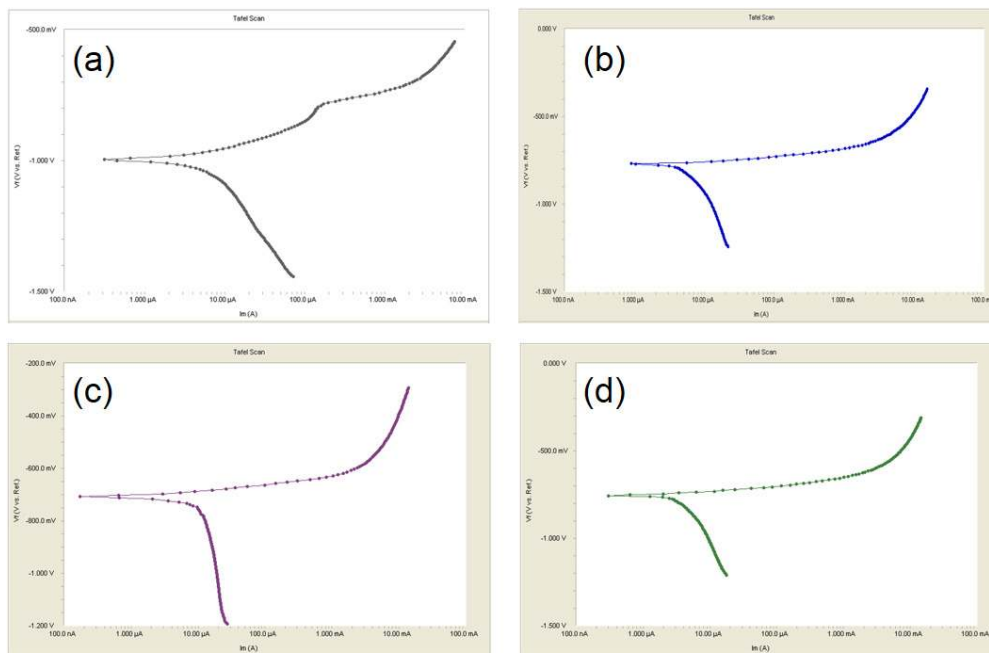 Tafel Scan
(a)
-500.0 mV
-1.000 V
-1.500 V
Vf (V vs. Ref.)
100.0 nA 1.000 µA 10.00 µA 100.0 µA 1.000 mA 10.00 mA
Im (A)
Tafel Scan
(b)
0.000 V
-500.0 mV
-1.000 V
-1.500 V
Vf (V vs. Ref.)
100.0 nA 1.000 µA 10.00 µA 100.0 µA 1.000 mA 10.00 mA 100.0 m
Im (A)
Tafel Scan
(c)
-200.0 mV
-400.0 mV
-600.0 mV
-800.0 mV
-1.000 V
-1.200 V
Vf (V vs. Ref.)
100.0 nA 1.000 µA 10.00 µA 100.0 µA 1.000 mA 10.00 mA 100.0 mA
Im (A)
Tafel Scan
(d)
0.000 V
-500.0 mV
-1.000 V
-1.500 V
Vf (V vs. Ref.)
100.0 nA 1.000 µA 10.00 µA 100.0 µA 1.000 mA 10.00 mA 100.0 mA
Im (A)